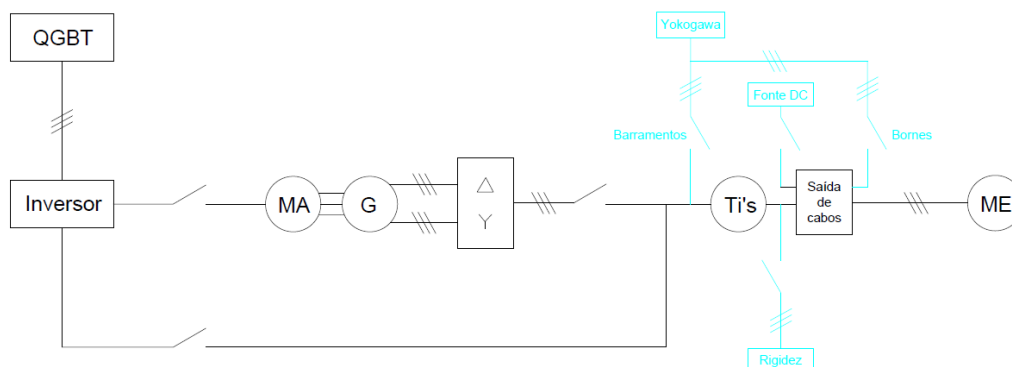 Yokogawa
QGBT
Fonte DC
Barramentos
Bornes
Inversor
MA
G
Δ
Y
Ti's
Saída
de
cabos
ME
Rigidez